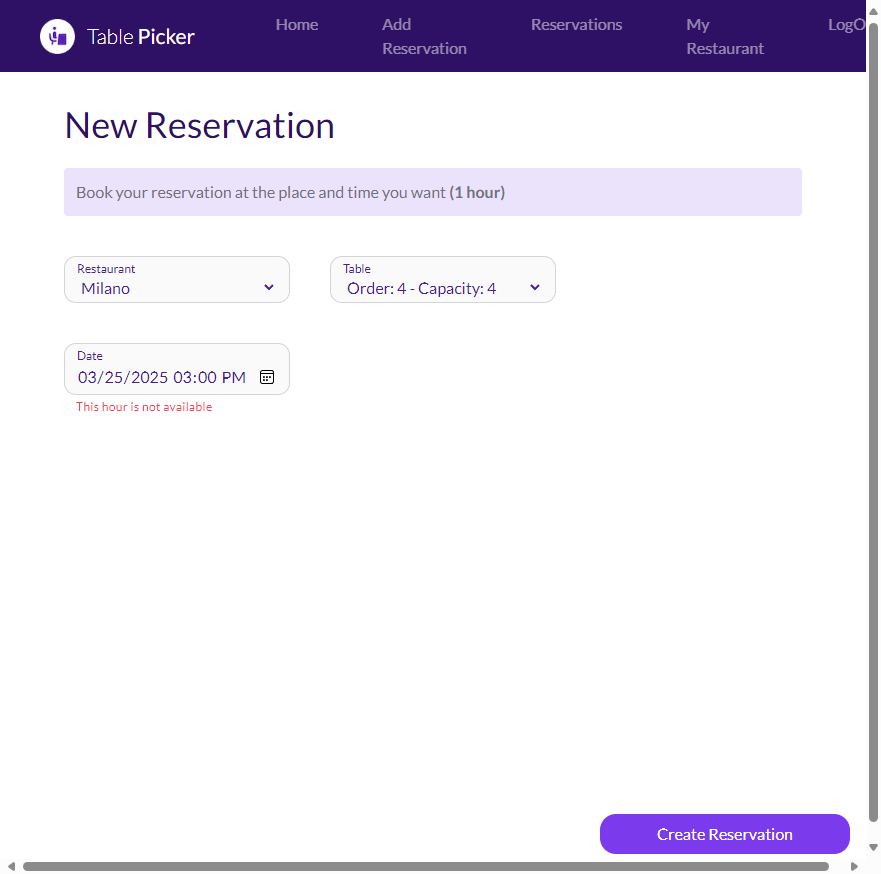 Table Picker
Home
Add
Reservation
Reservations
My
Restaurant
LogO
New Reservation
Book your reservation at the place and time you want (1 hour)
Restaurant
Milano
Table
Order: 4 - Capacity: 4
Date
03/25/2025 03:00 PM
This hour is not available
Create Reservation